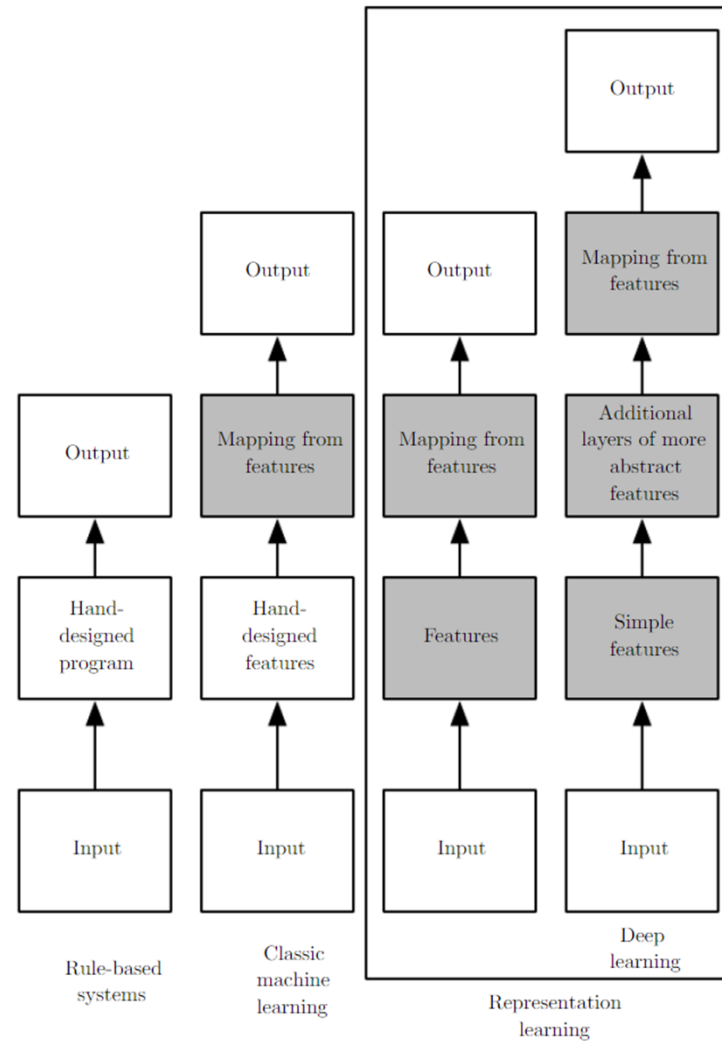 Output
Output
Output
Mapping from
features
Output
Mapping from
features
Mapping from
features
Additional
layers of more
abstract
features
Hand-
designed
program
Hand-
designed
features
Features
Simple
features
Input
Input
Input
Input
Rule-based
systems
Classic
machine
learning
Deep
learning
Representation
learning